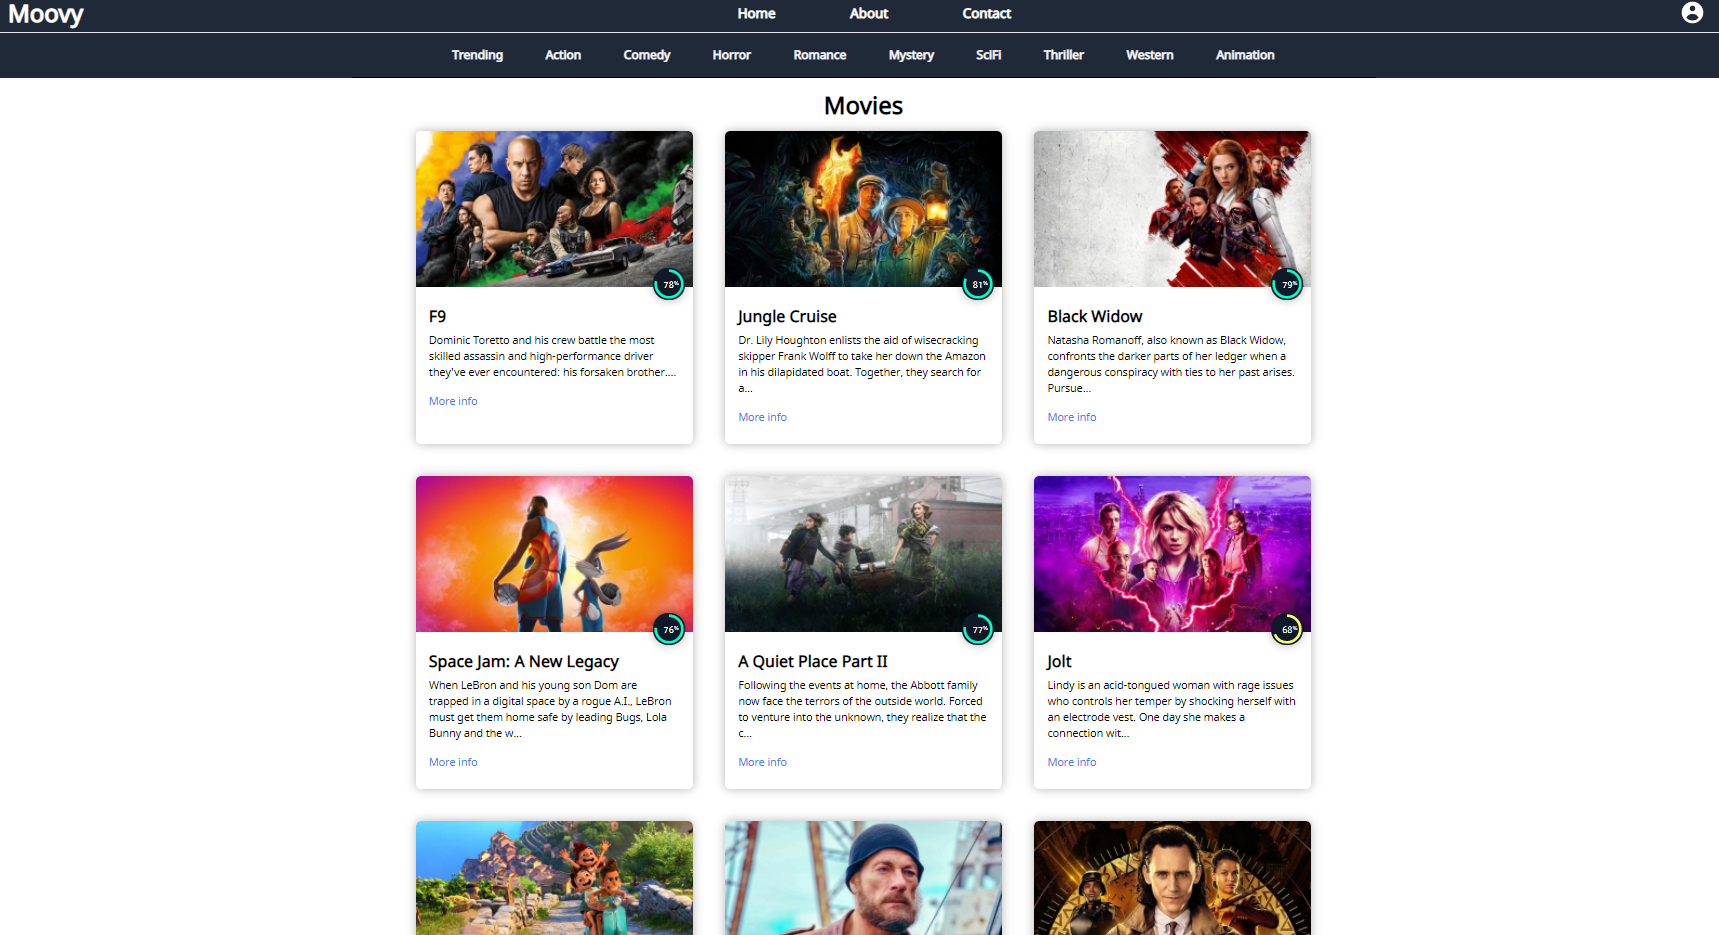 Moovy
Home About Contact
Trending Action Comedy Horror Romance Mystery SciFi Thriller Western Animation
Movies
78%
F9
Dominic Toretto and his crew battle the most
skilled assassin and high-performance driver
they've ever encountered: his forsaken brother....
More info
81%
Jungle Cruise
Dr. Lily Houghton enlists the aid of wisecracking
skipper Frank Wolff to take her down the Amazon
in his dilapidated boat. Together, they search for
a...
More info
79%
Black Widow
Natasha Romanoff, also known as Black Widow,
confronts the darker parts of her ledger when a
dangerous conspiracy with ties to her past arises.
Pursue...
More info
76%
Space Jam: A New Legacy
When LeBron and his young son Dom are
trapped in a digital space by a rogue A.I., LeBron
must get them home safe by leading Bugs, Lola
Bunny and the w...
More info
77%
A Quiet Place Part II
Following the events at home, the Abbott family
now face the terrors of the outside world. Forced
to venture into the unknown, they realize that the
c...
More info
68%
Jolt
Lindy is an acid-tongued woman with rage issues
who controls her temper by shocking herself with
an electrode vest. One day she makes a
connection wit...
More info